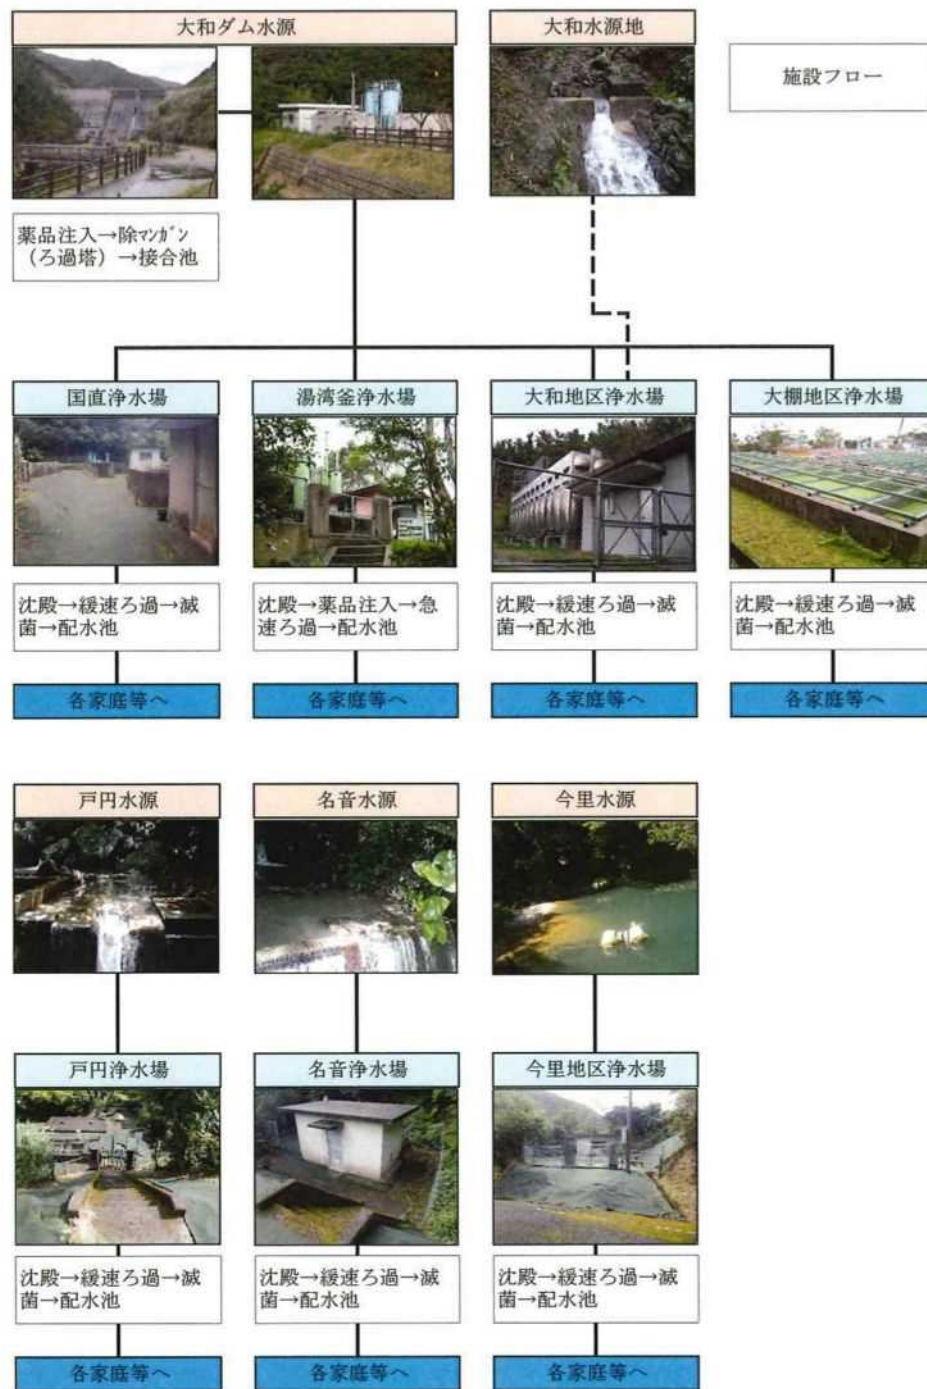 大和ダム水源
大和水源地
施設フロー
薬品注入→除マンガン
（ろ過塔）→接合池
国直浄水場
湯湾釜浄水場
大和地区浄水場
大棚地区浄水場
沈殿→緩速ろ過→滅
菌→配水池
沈殿→薬品注入→急
速ろ過→配水池
沈殿→緩速ろ過→滅
菌→配水池
沈殿→緩速ろ過→滅
菌→配水池
各家庭等へ
各家庭等へ
各家庭等へ
各家庭等へ
戸円水源
名音水源
今里水源
戸円浄水場
名音浄水場
今里地区浄水場
沈殿→緩速ろ過→滅
菌→配水池
沈殿→緩速ろ過→滅
菌→配水池
沈殿→緩速ろ過→滅
菌→配水池
各家庭等へ
各家庭等へ
各家庭等へ